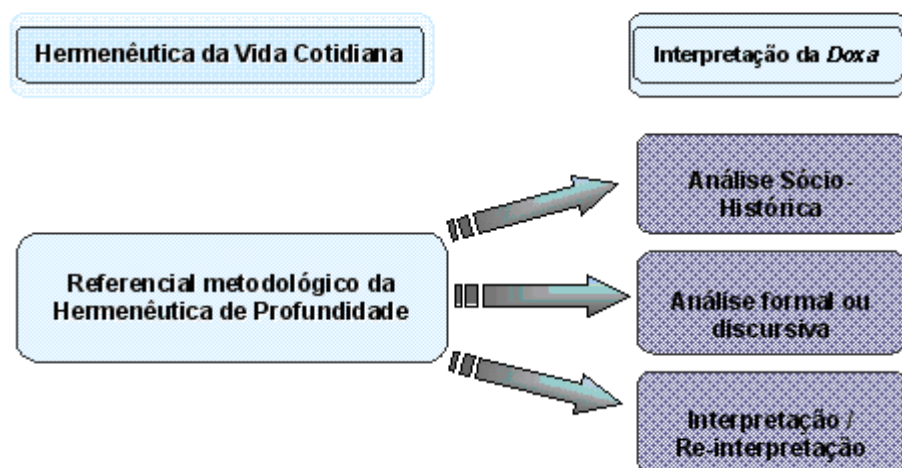 Hermenêutica da Vida Cotidiana
Interpretação da Doxa
Referencial metodológico da
Hermenêutica de Profundidade
Análise Sócio-
Histórica
Análise formal ou
discursiva
Interpretação /
Re-interpretação